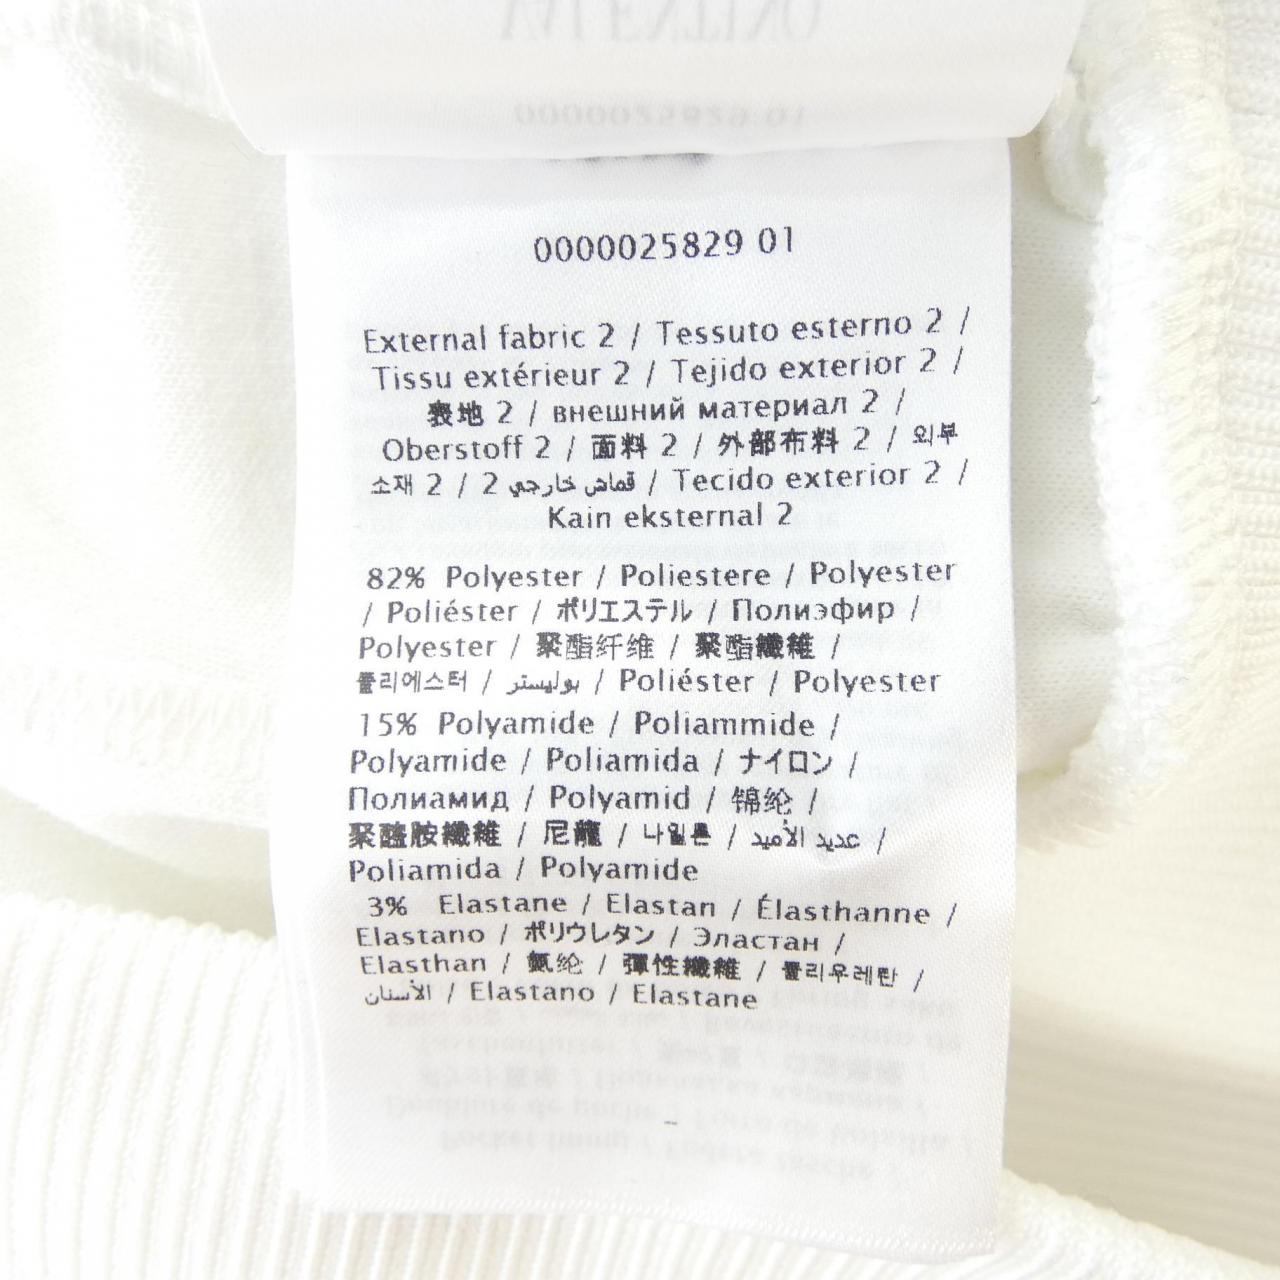 VALENTINO
0000025829 01
0000025829 01
External fabric 2 / Tessuto esterno 2 /
Tissu extérieur 2 / Tejido exterior 2 /
表地 2 / внешний материал 2 /
Oberstoff 2 / 面料 2 / 外部布料 2 / 외부
소재 2 / قماش خارجي 2 / Tecido exterior 2 /
Kain eksternal 2
82% Polyester / Poliestere / Polyester
/ Poliéster / ポリエステル / Полиэфир /
Polyester / 聚酯纤维 / 聚酯纖維 /
폴리에스터 / بوليستر / Poliéster / Polyester
15% Polyamide / Poliammide /
Polyamide / Poliamida / ナイロン /
Полиамид / Polyamid / 锦纶 /
聚醯胺纖維 / 尼龍 / 나일론 / عديد الأميد /
Poliamida / Polyamide
3% Elastane / Elastan / Élasthanne /
Elastano / ポリウレタン / Эластан /
Elasthan / 氨纶 / 彈性纖維 / 폴리우레탄 /
الأستان / Elastano / Elastane